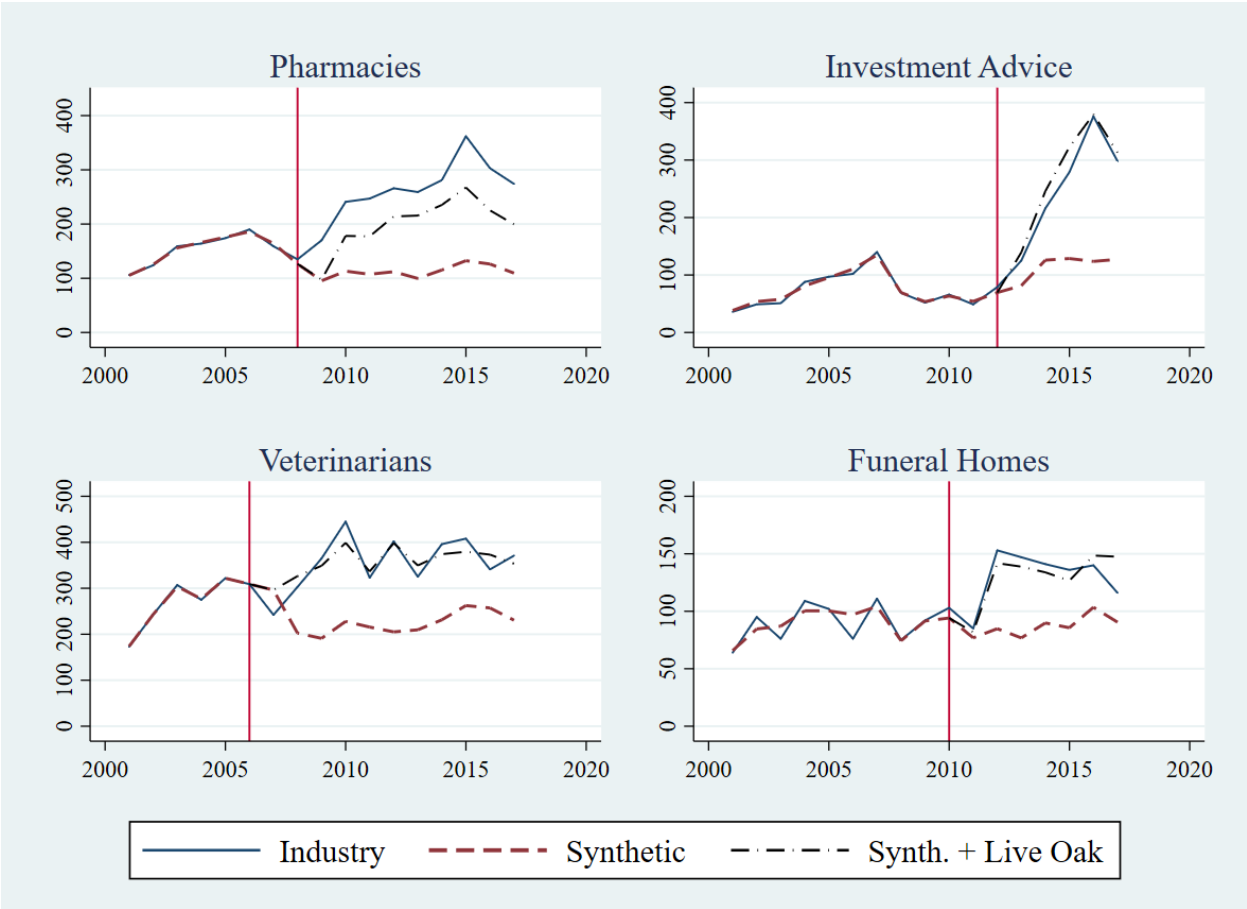 Pharmacies
400
300
200
100
0
2000 2005 2010 2015 2020
Investment Advice
400
300
200
100
0
2000 2005 2010 2015 2020
Veterinarians
500
400
300
200
100
0
2000 2005 2010 2015 2020
Funeral Homes
200
150
100
50
0
2000 2005 2010 2015 2020
Industry Synthetic Synth. + Live Oak